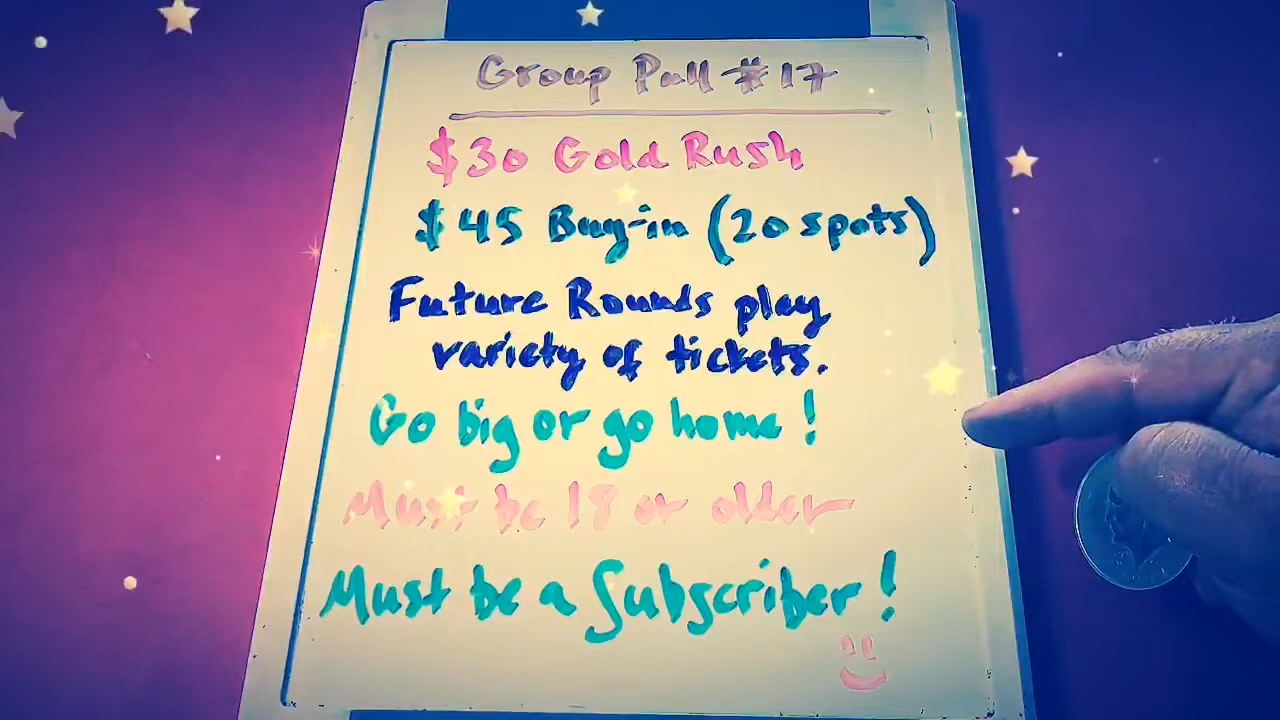 Group Pull #17
$30 Gold Rush
$45 Buy-in (20 spots)
Future Rounds play
variety of tickets.
Go big or go home!
Must be 18 or older
Must be a Subscriber!